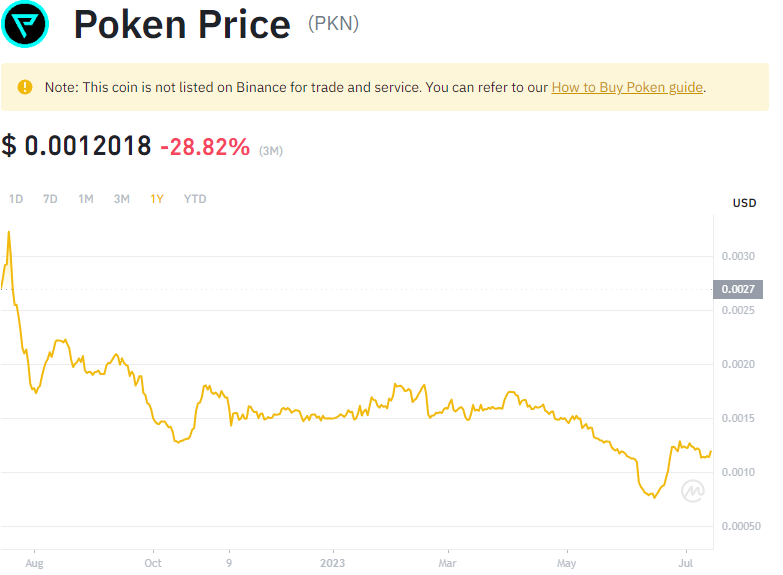 Poken Price (PKN)
Note: This coin is not listed on Binance for trade and service. You can refer to our How to Buy Poken guide.
$ 0.0012018 -28.82% (3M)
1D 7D 1M 3M 1Y YTD
USD
0.0030
0.0027
0.0025
0.0020
0.0015
0.0010
0.00050
Aug Oct 9 2023 Mar May Jul